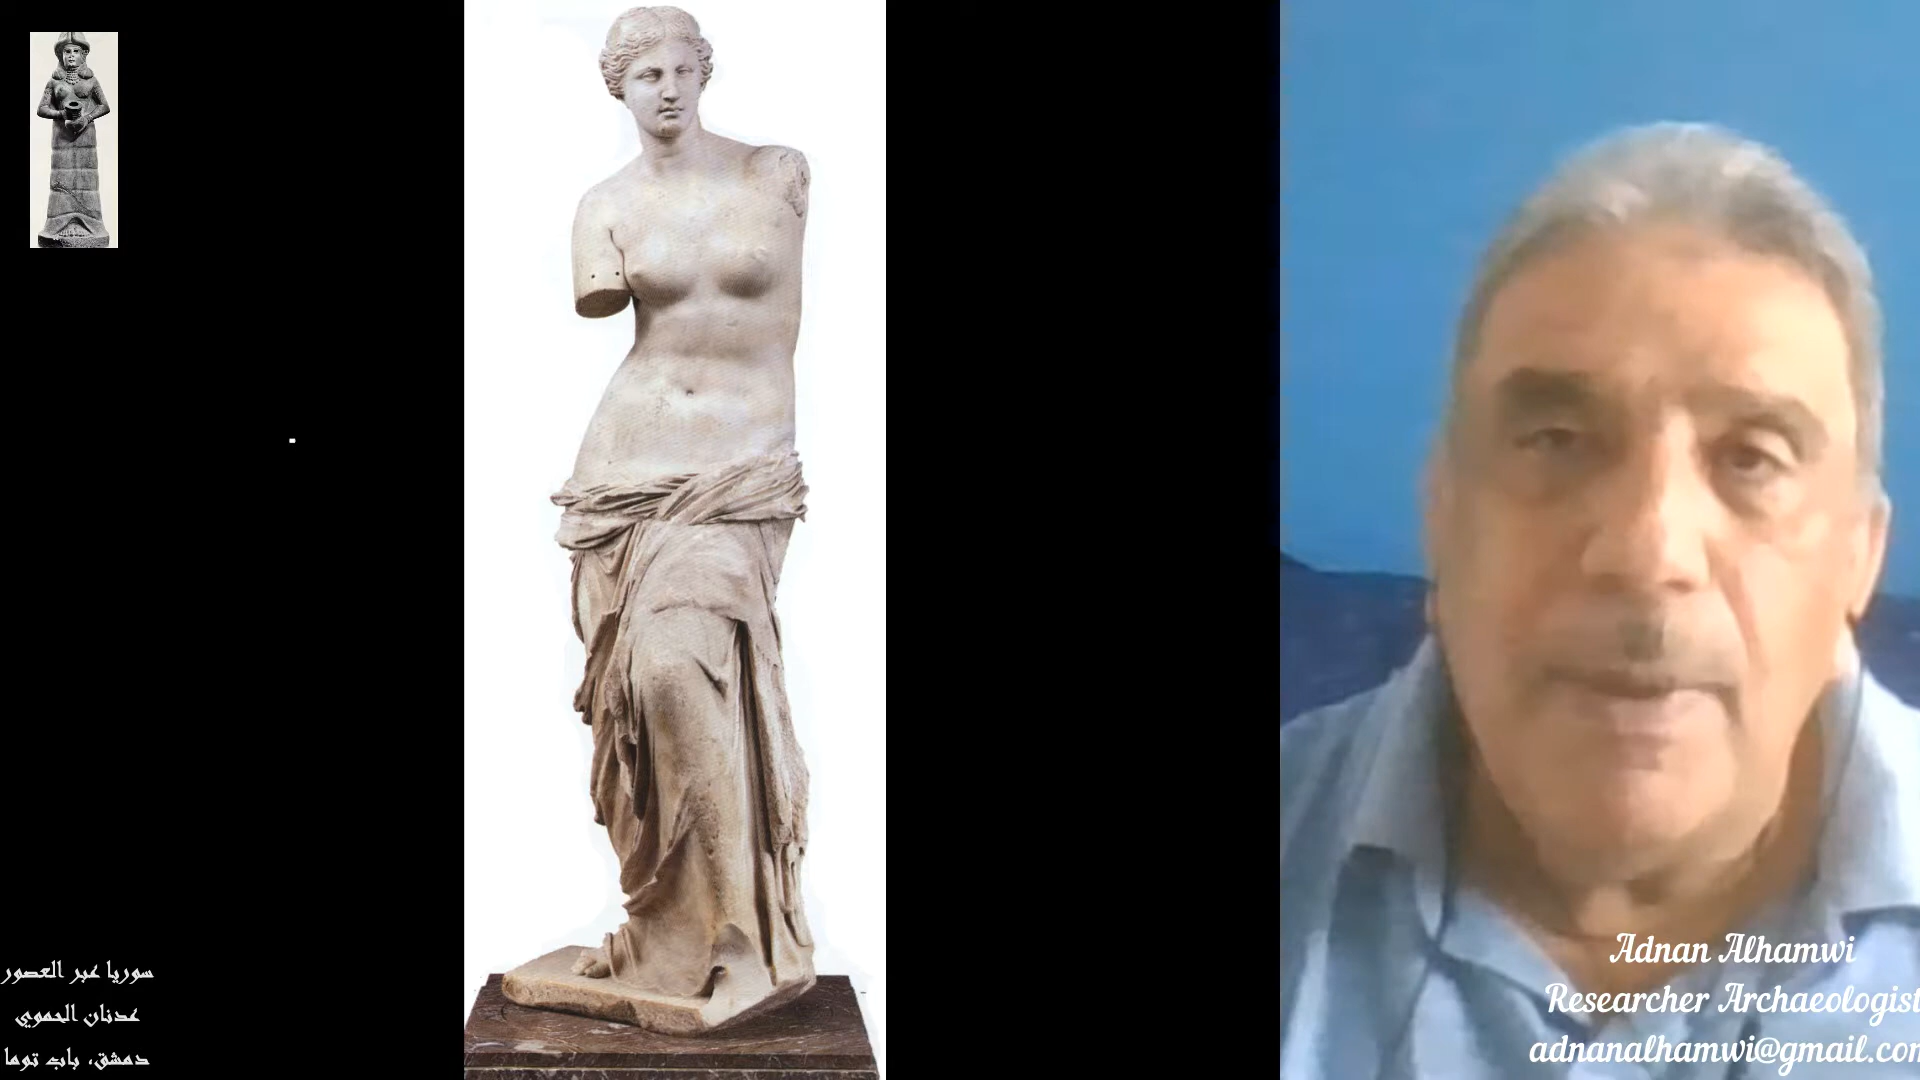 سوريا عبر العصور
عدنان الحموي
دمشق، باب توما
Adnan Alhamwi
Researcher Archaeologist
adnanalhamwi@gmail.com